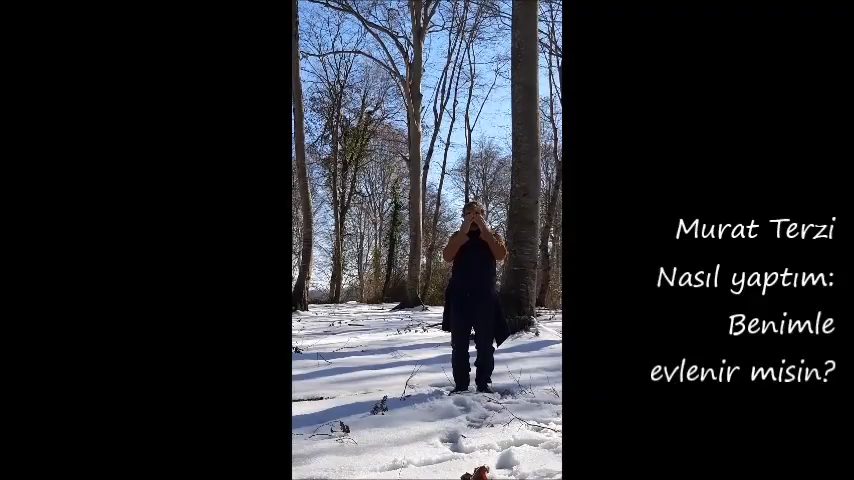 Murat Terzi
Nasıl yaptım:
Benimle
evlenir misin?